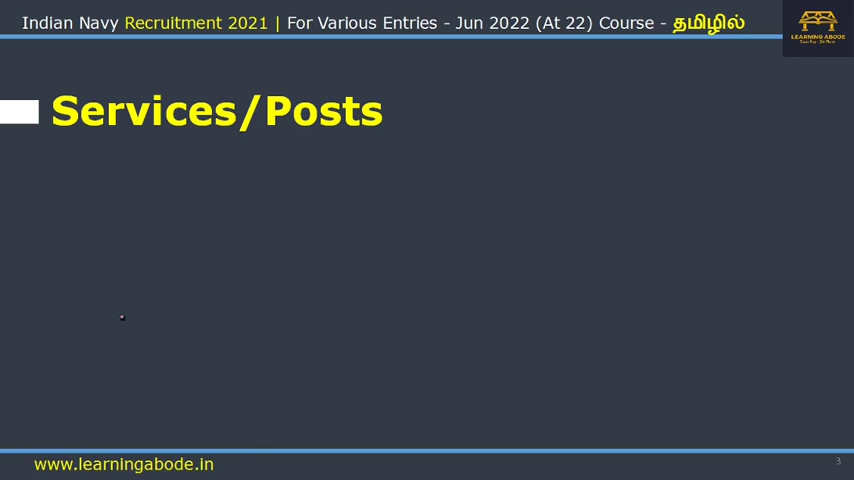 Indian Navy Recruitment 2021 | For Various Entries - Jun 2022 (At 22) Course - தமிழில்
LEARNING ABODE
Services/Posts
www.learningabode.in
3